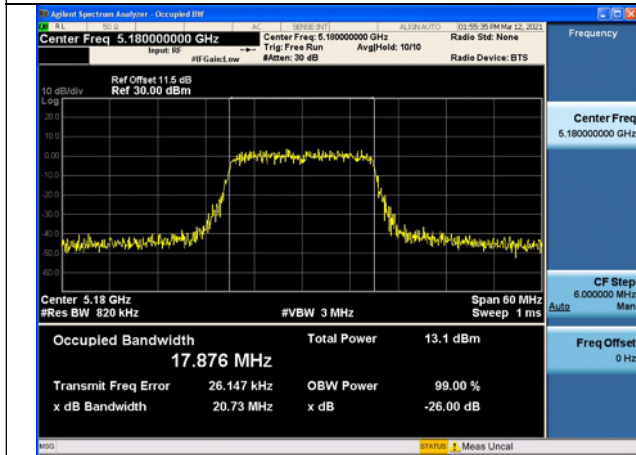 Agilent Spectrum Analyzer - Occupied BW
RL 50 Ω AC SENSE:INT ALIGN AUTO 01:55:35 PM Mar 12, 2021
Center Freq 5.180000000 GHz
Center Freq: 5.180000000 GHz Radio Std: None
Input: RF Trig: Free Run Avg|Hold: 10/10
#IFGain:Low #Atten: 30 dB Radio Device: BTS
Frequency
Ref Offset 11.5 dB
10 dB/div Ref 30.00 dBm
Log
20.0
10.0
0.00
-10.0
-20.0
-30.0
-40.0
-50.0
-60.0
Center Freq
5.180000000 GHz
Center 5.18 GHz Span 60 MHz
#Res BW 820 kHz #VBW 3 MHz Sweep 1 ms
CF Step
6.000000 MHz
Auto Man
Occupied Bandwidth Total Power 13.1 dBm
17.876 MHz
Transmit Freq Error 26.147 kHz OBW Power 99.00 %
x dB Bandwidth 20.73 MHz x dB -26.00 dB
Freq Offset
0 Hz
MSG STATUS Meas Uncal